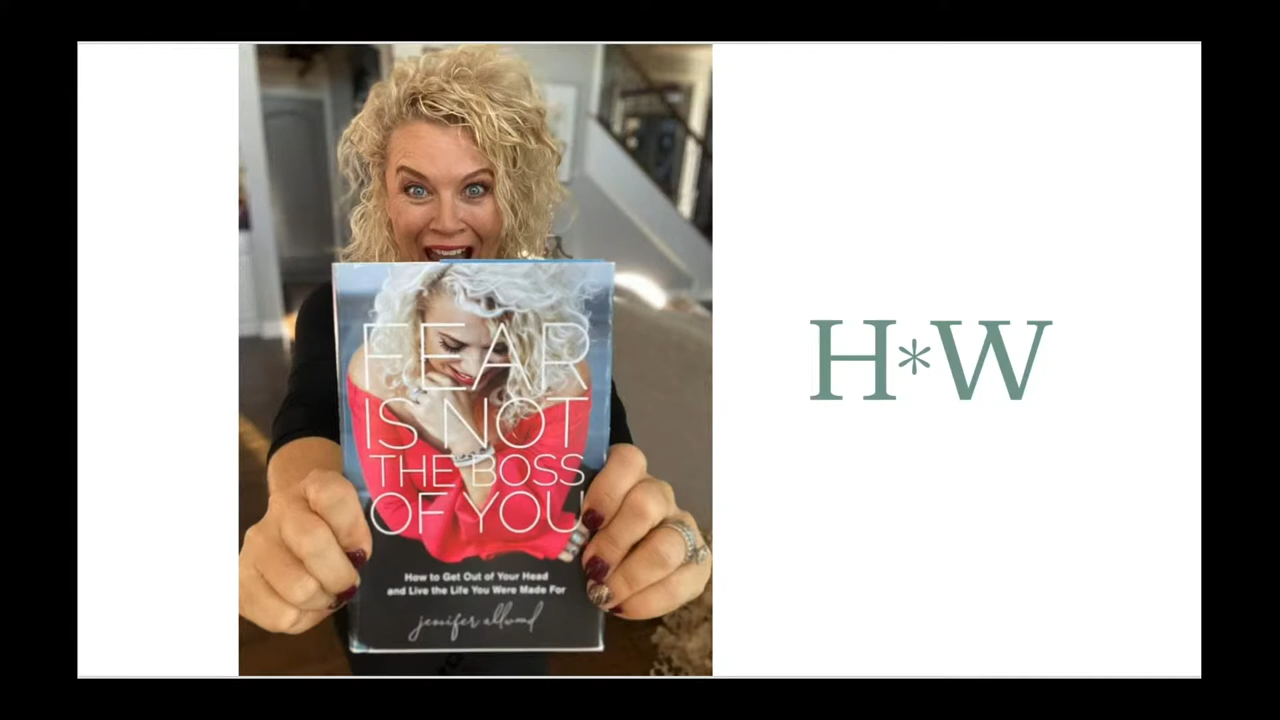 FEAR
IS NOT
THE BOSS
OF YOU
How to Get Out of Your Head
and Live the Life You Were Made For
jennifer allwood
H*W